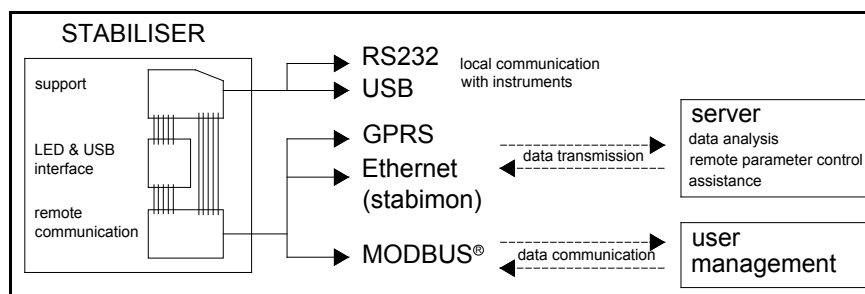 STABILISER
support
LED & USB
interface
remote
communication
RS232
USB
local communication
with instruments
GPRS
Ethernet
(stabimon)
MODBUS®
data transmission
data communication
server
data analysis
remote parameter control
assistance
user
management